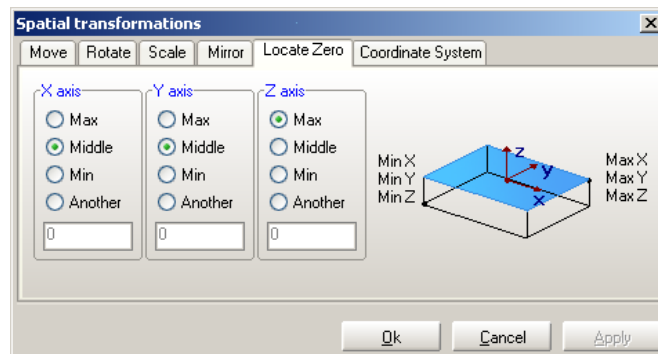 Spatial transformations
Move Rotate Scale Mirror Locate Zero Coordinate System
X axis Y axis Z axis
Max Max Max
Middle Middle Middle
Min Min Min
Another Another Another
0 0 0
Min X
Min Y
Min Z
z
y
x
Max X
Max Y
Max Z
Ok Cancel Apply